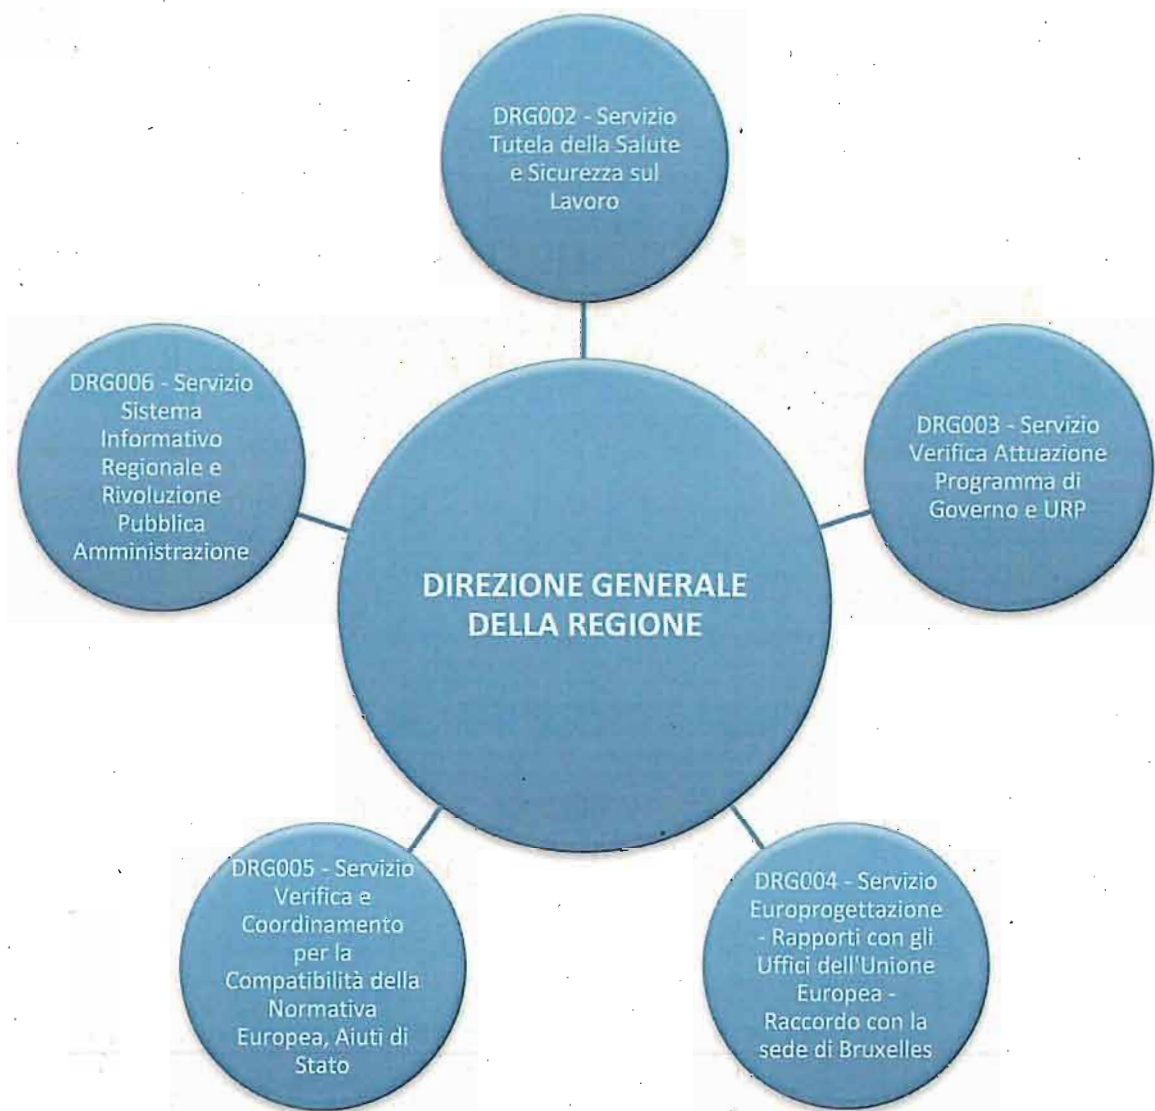 DRG002 - Servizio
Tutela della Salute
e Sicurezza sul
Lavoro
DRG006 - Servizio
Sistema
Informativo
Regionale e
Rivoluzione
Pubblica
Amministrazione
DRG003 - Servizio
Verifica Attuazione
Programma di
Governo e URP
DIREZIONE GENERALE
DELLA REGIONE
DRG005 - Servizio
Verifica e
Coordinamento
per la
Compatibilità della
Normativa
Europea, Aiuti di
Stato
DRG004 - Servizio
Europrogettazione
- Rapporti con gli
Uffici dell'Unione
Europea -
Raccordo con la
sede di Bruxelles